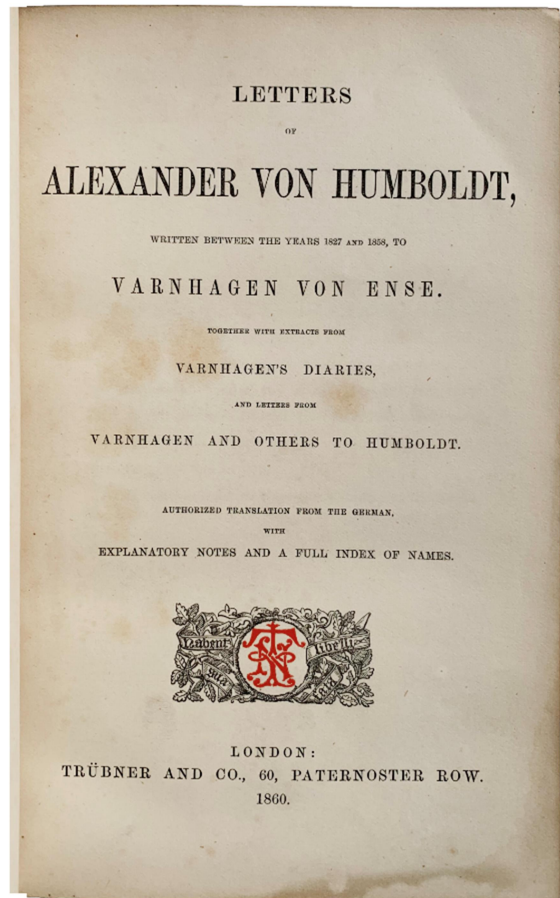 LETTERS
OF
ALEXANDER VON HUMBOLDT,
WRITTEN BETWEEN THE YEARS 1827 AND 1858, TO
VARNHAGEN VON ENSE.
TOGETHER WITH EXTRACTS FROM
VARNHAGEN'S DIARIES,
AND LETTERS FROM
VARNHAGEN AND OTHERS TO HUMBOLDT.
AUTHORIZED TRANSLATION FROM THE GERMAN,
WITH
EXPLANATORY NOTES AND A FULL INDEX OF NAMES.
libelli
LONDON:
TRÜBNER AND CO., 60, PATERNOSTER ROW.
1860.